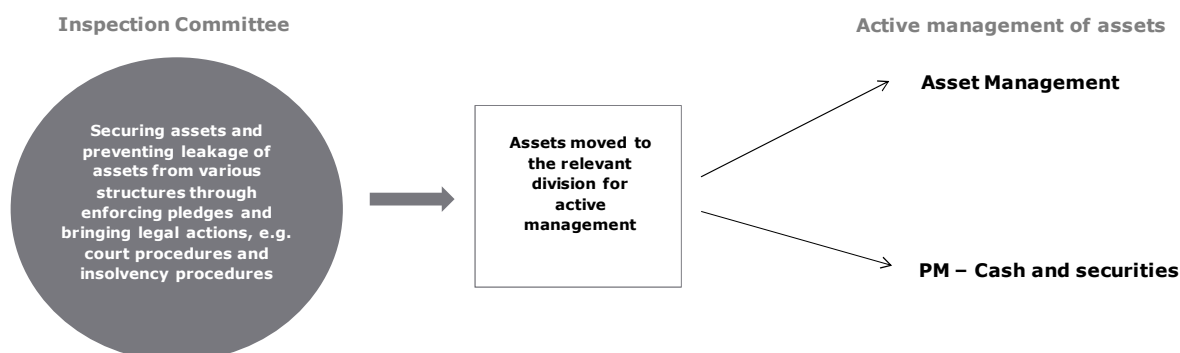 Inspection Committee
Active management of assets
Securing assets and
preventing leakage of
assets from various
structures through
enforcing pledges and
bringing legal actions, e.g.
court procedures and
insolvency procedures
Assets moved to
the relevant
division for
active
management
Asset Management
PM – Cash and securities